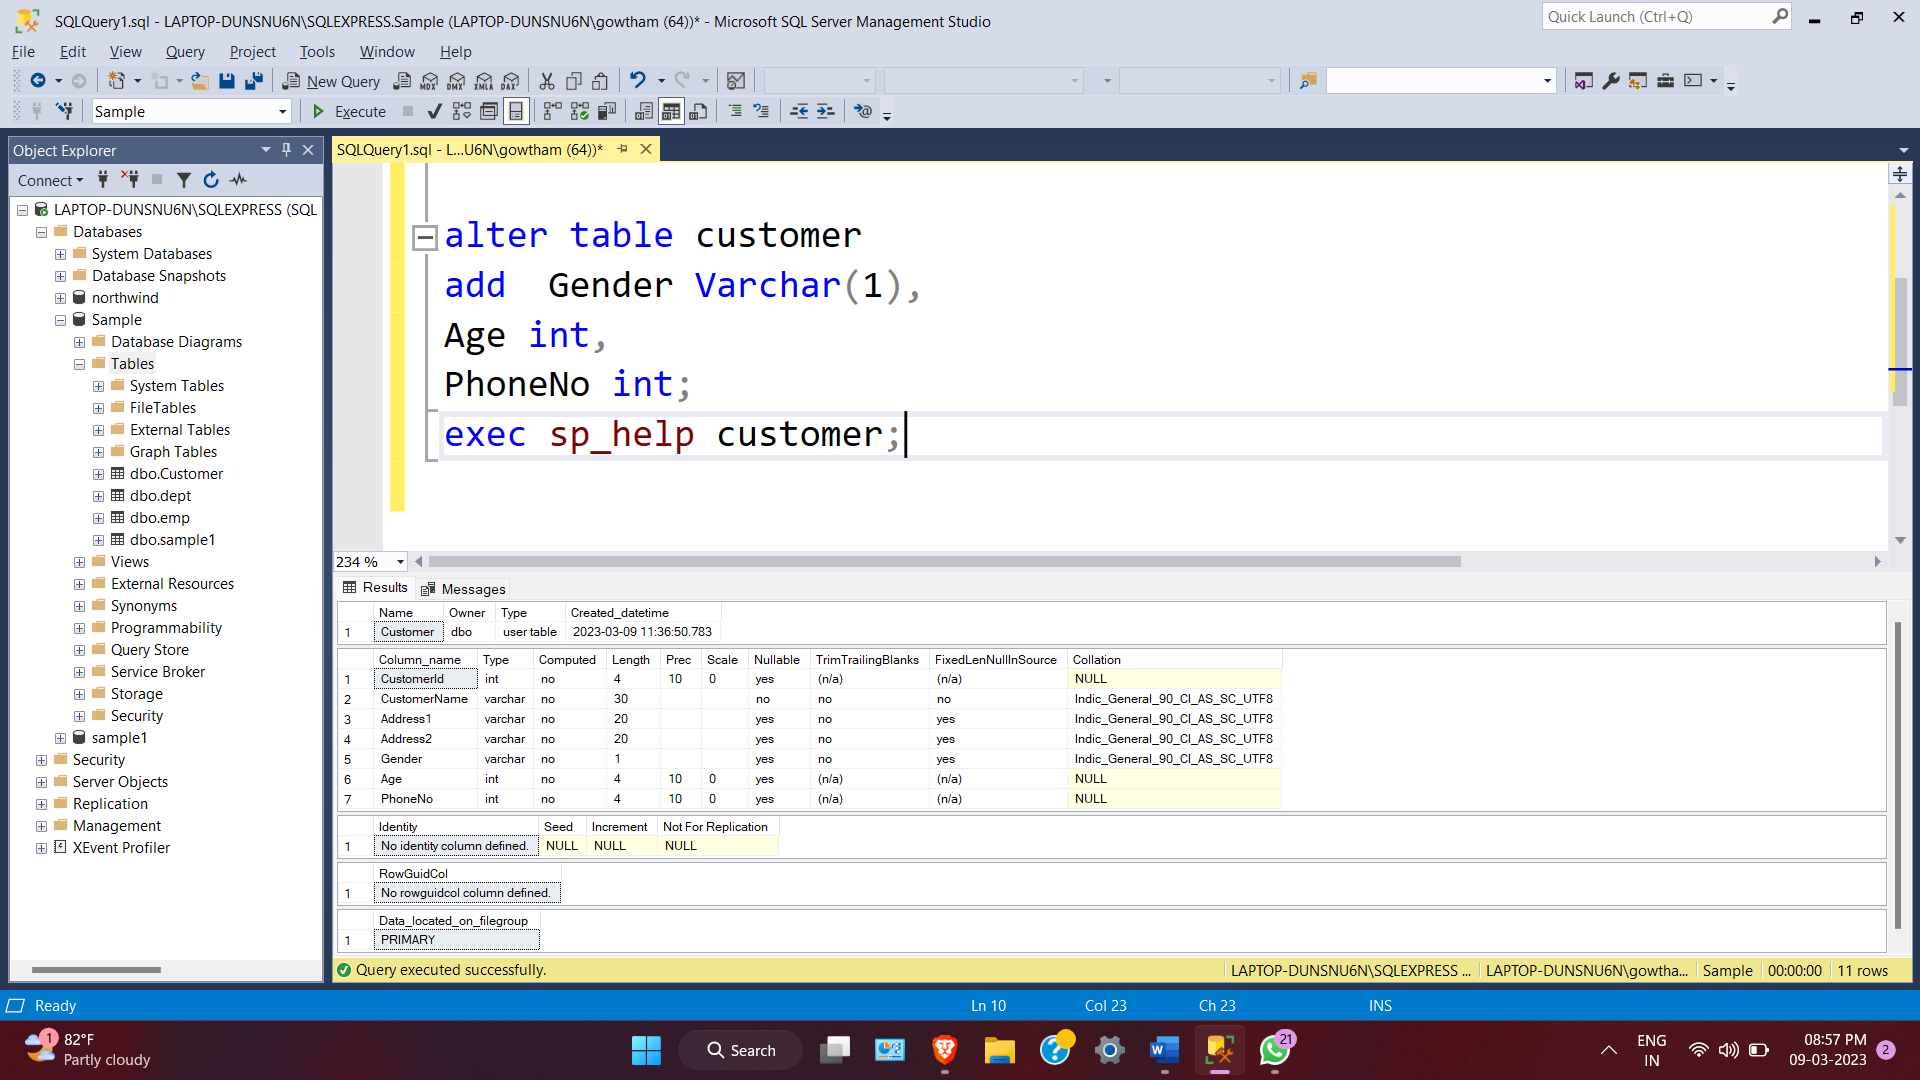 SQLQuery1.sql - LAPTOP-DUNSNU6N\SQLEXPRESS.Sample (LAPTOP-DUNSNU6N\gowtham (64))* - Microsoft SQL Server Management Studio
Quick Launch (Ctrl+Q)
File Edit View Query Project Tools Window Help
New Query MDX DMX XMLA DAX
Sample Execute
Object Explorer
SQLQuery1.sql - L...U6N\gowtham (64))*
Connect
LAPTOP-DUNSNU6N\SQLEXPRESS (SQL
Databases
System Databases
Database Snapshots
northwind
Sample
Database Diagrams
Tables
System Tables
FileTables
External Tables
Graph Tables
dbo.Customer
dbo.dept
dbo.emp
dbo.sample1
Views
External Resources
Synonyms
Programmability
Query Store
Service Broker
Storage
Security
sample1
Security
Server Objects
Replication
Management
XEvent Profiler
alter table customer
add  Gender Varchar(1),
Age int,
PhoneNo int;
exec sp_help customer;
234 %
Results Messages
Name Owner Type Created_datetime
1 Customer dbo user table 2023-03-09 11:36:50.783
Column_name Type Computed Length Prec Scale Nullable TrimTrailingBlanks FixedLenNullInSource Collation
1 CustomerId int no 4 10 0 yes (n/a) (n/a) NULL
2 CustomerName varchar no 30 no no no Indic_General_90_CI_AS_SC_UTF8
3 Address1 varchar no 20 yes no yes Indic_General_90_CI_AS_SC_UTF8
4 Address2 varchar no 20 yes no yes Indic_General_90_CI_AS_SC_UTF8
5 Gender varchar no 1 yes no yes Indic_General_90_CI_AS_SC_UTF8
6 Age int no 4 10 0 yes (n/a) (n/a) NULL
7 PhoneNo int no 4 10 0 yes (n/a) (n/a) NULL
Identity Seed Increment Not For Replication
1 No identity column defined. NULL NULL NULL
RowGuidCol
1 No rowguidcol column defined.
Data_located_on_filegroup
1 PRIMARY
Query executed successfully. LAPTOP-DUNSNU6N\SQLEXPRESS ... LAPTOP-DUNSNU6N\gowtha... Sample 00:00:00 11 rows
Ready Ln 10 Col 23 Ch 23 INS
1 82°F
Partly cloudy
Search
21
ENG
IN
08:57 PM
09-03-2023
2